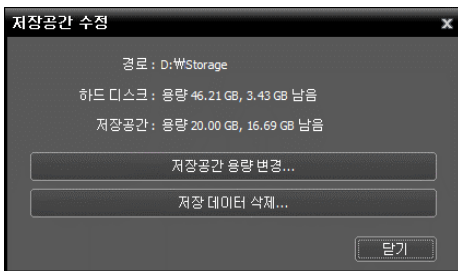 저장공간 수정 x
경로 : D:₩Storage
하드 디스크 : 용량 46.21 GB, 3.43 GB 남음
저장공간 : 용량 20.00 GB, 16.69 GB 남음
저장공간 용량 변경...
저장 데이터 삭제...
닫기